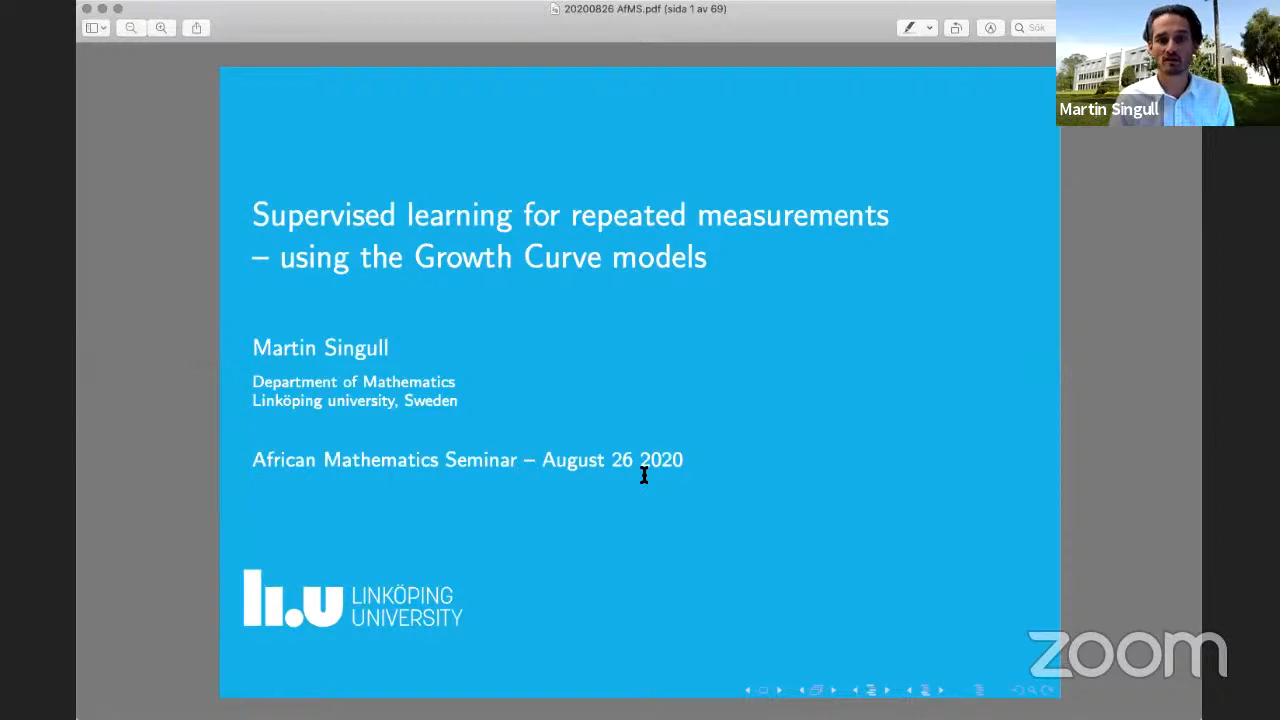 20200826 AfMS.pdf (sida 1 av 69)
Sök
Martin Singull
Supervised learning for repeated measurements
– using the Growth Curve models
Martin Singull
Department of Mathematics
Linköping university, Sweden
African Mathematics Seminar – August 26 2020
li.u LINKÖPING
UNIVERSITY
zoom